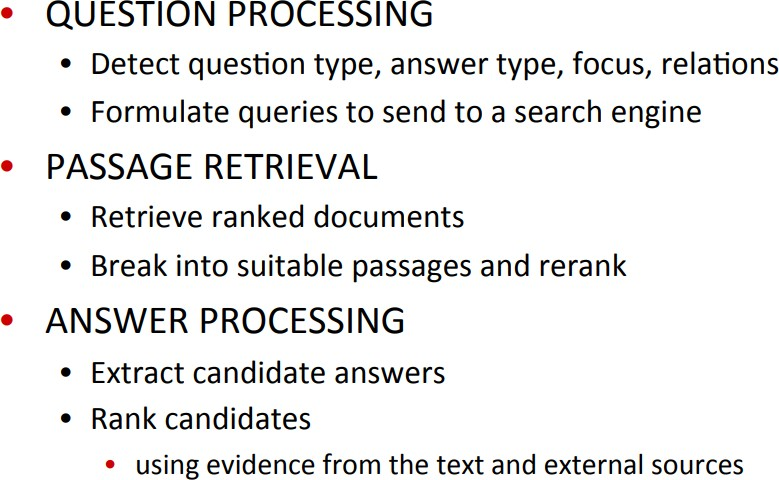 • QUESTION PROCESSING
• Detect question type, answer type, focus, relations
• Formulate queries to send to a search engine
• PASSAGE RETRIEVAL
• Retrieve ranked documents
• Break into suitable passages and rerank
• ANSWER PROCESSING
• Extract candidate answers
• Rank candidates
• using evidence from the text and external sources